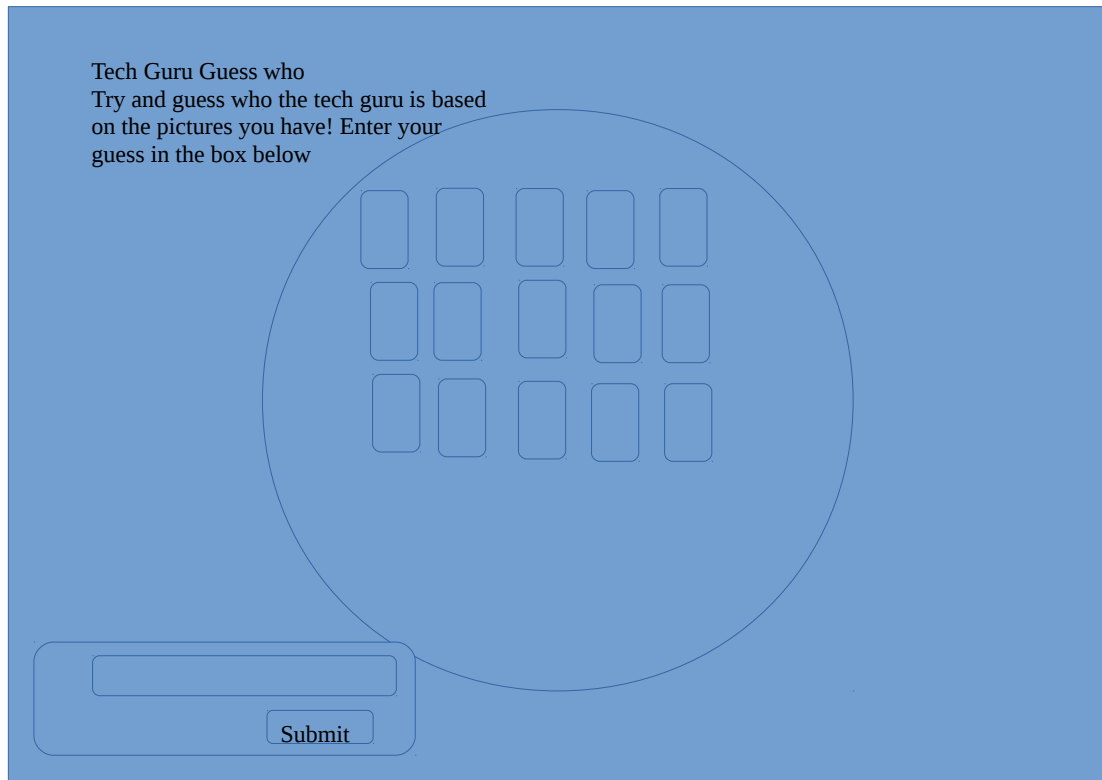 Tech Guru Guess who
Try and guess who the tech guru is based
on the pictures you have! Enter your
guess in the box below
Submit